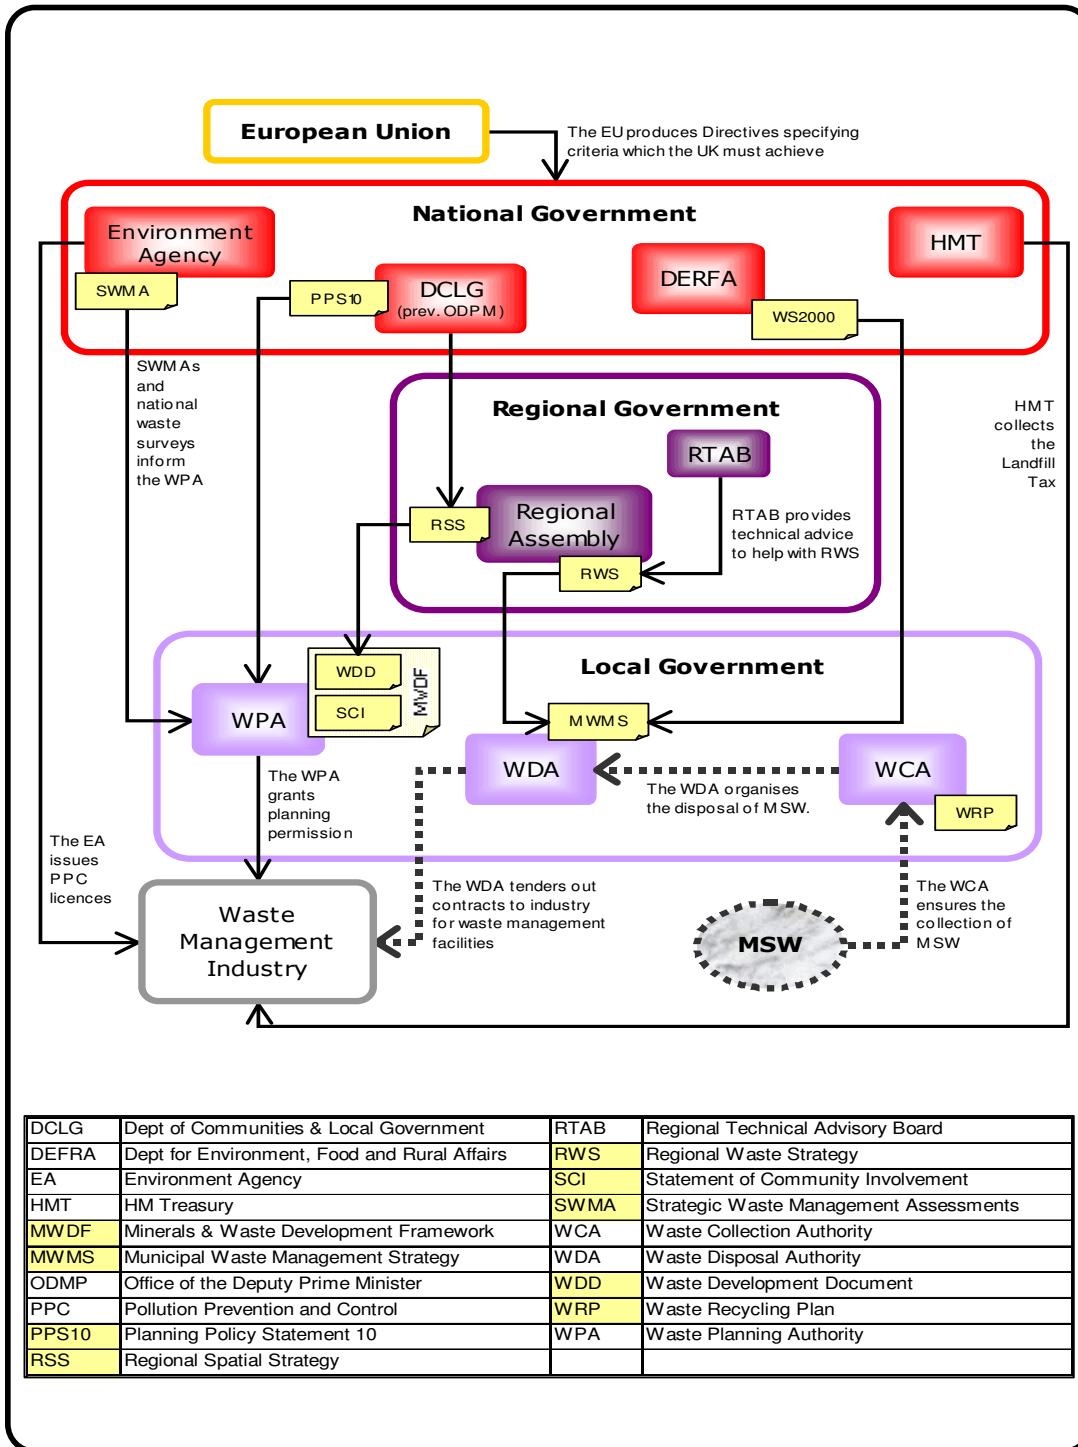 European Union
The EU produces Directives specifying
criteria which the UK must achieve
National Government
Environment
Agency
SWMA
PPS10
DCLG
(prev. ODPM)
DERFA
WS2000
HMT
SWMAs
and
national
waste
surveys
inform
the WPA
HMT
collects
the
Landfill
Tax
Regional Government
RTAB
RSS
Regional
Assembly
RWS
RTAB provides
technical advice
to help with RWS
Local Government
WDD
SCI
MWDF
WPA
MWMS
WDA
WCA
WRP
The WDA organises
the disposal of MSW.
The WPA
grants
planning
permission
The EA
issues
PPC
licences
The WDA tenders out
contracts to industry
for waste management
facilities
The WCA
ensures the
collection of
MSW
Waste
Management
Industry
MSW
DCLG Dept of Communities & Local Government RTAB Regional Technical Advisory Board
DEFRA Dept for Environment, Food and Rural Affairs RWS Regional Waste Strategy
EA Environment Agency SCI Statement of Community Involvement
HMT HM Treasury SWMA Strategic Waste Management Assessments
MWDF Minerals & Waste Development Framework WCA Waste Collection Authority
MWMS Municipal Waste Management Strategy WDA Waste Disposal Authority
ODMP Office of the Deputy Prime Minister WDD Waste Development Document
PPC Pollution Prevention and Control WRP Waste Recycling Plan
PPS10 Planning Policy Statement 10 WPA Waste Planning Authority
RSS Regional Spatial Strategy